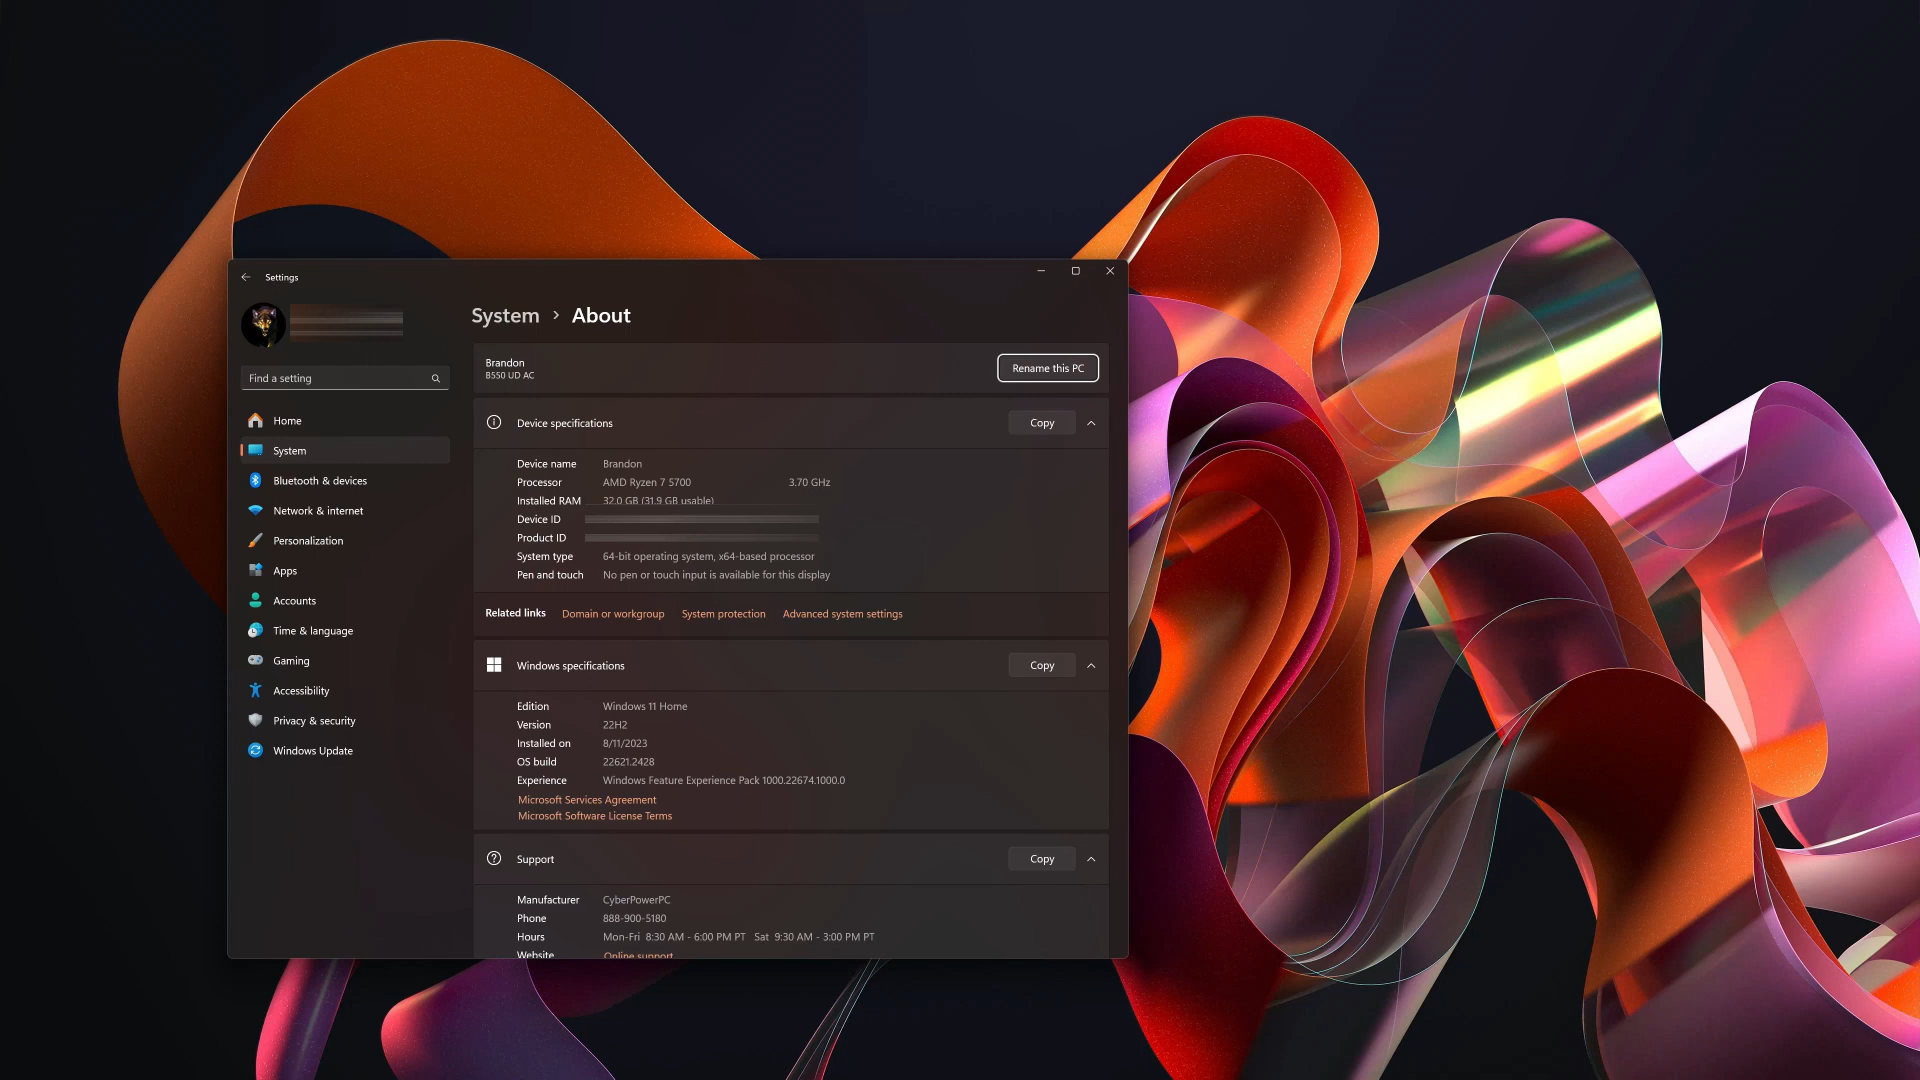 Settings
System > About
Brandon
B550 UD AC
Rename this PC
Find a setting
Home
System
Bluetooth & devices
Network & internet
Personalization
Apps
Accounts
Time & language
Gaming
Accessibility
Privacy & security
Windows Update
Device specifications
Copy
Device name Brandon
Processor AMD Ryzen 7 5700 3.70 GHz
Installed RAM 32.0 GB (31.9 GB usable)
Device ID
Product ID
System type 64-bit operating system, x64-based processor
Pen and touch No pen or touch input is available for this display
Related links Domain or workgroup System protection Advanced system settings
Windows specifications
Copy
Edition Windows 11 Home
Version 22H2
Installed on 8/11/2023
OS build 22621.2428
Experience Windows Feature Experience Pack 1000.22674.1000.0
Microsoft Services Agreement
Microsoft Software License Terms
Support
Copy
Manufacturer CyberPowerPC
Phone 888-900-5180
Hours Mon-Fri 8:30 AM - 6:00 PM PT Sat 9:30 AM - 3:00 PM PT
Website Online support